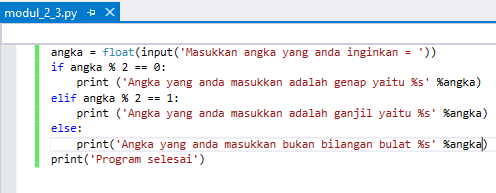 modul_2_3.py
angka = float(input('Masukkan angka yang anda inginkan = '))
if angka % 2 == 0:
    print ('Angka yang anda masukkan adalah genap yaitu %s' %angka)
elif angka % 2 == 1:
    print ('Angka yang anda masukkan adalah ganjil yaitu %s' %angka)
else:
    print('Angka yang anda masukkan bukan bilangan bulat %s' %angka)
print('Program selesai')